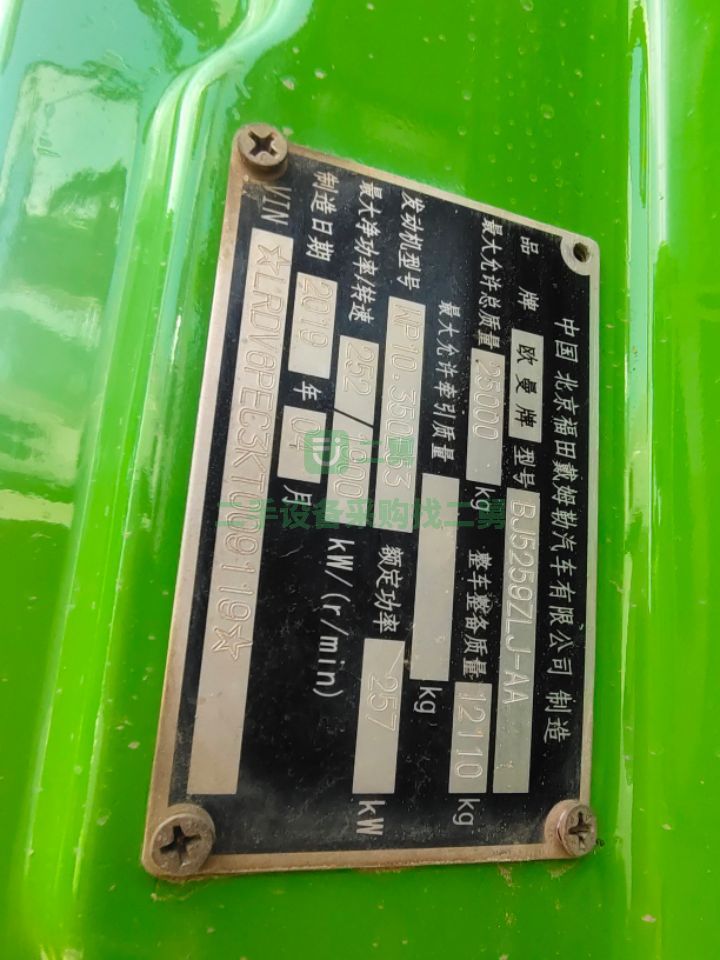 中国 北京福田戴姆勒汽车有限公司 制造
品 牌 欧曼牌 型号 BJ5259ZLJ-AA
最大允许总质量 25000 kg 整车整备质量 12110 kg
最大允许牵引质量 kg
发动机型号 WP10.350E53 额定功率 257 kW
最大净功率/转速 252/1900 kW/(r/min)
制造日期 2019 年 04 月
VIN ☆LRDV6PEC3KT009119☆
二勇
二手设备采购找二勇